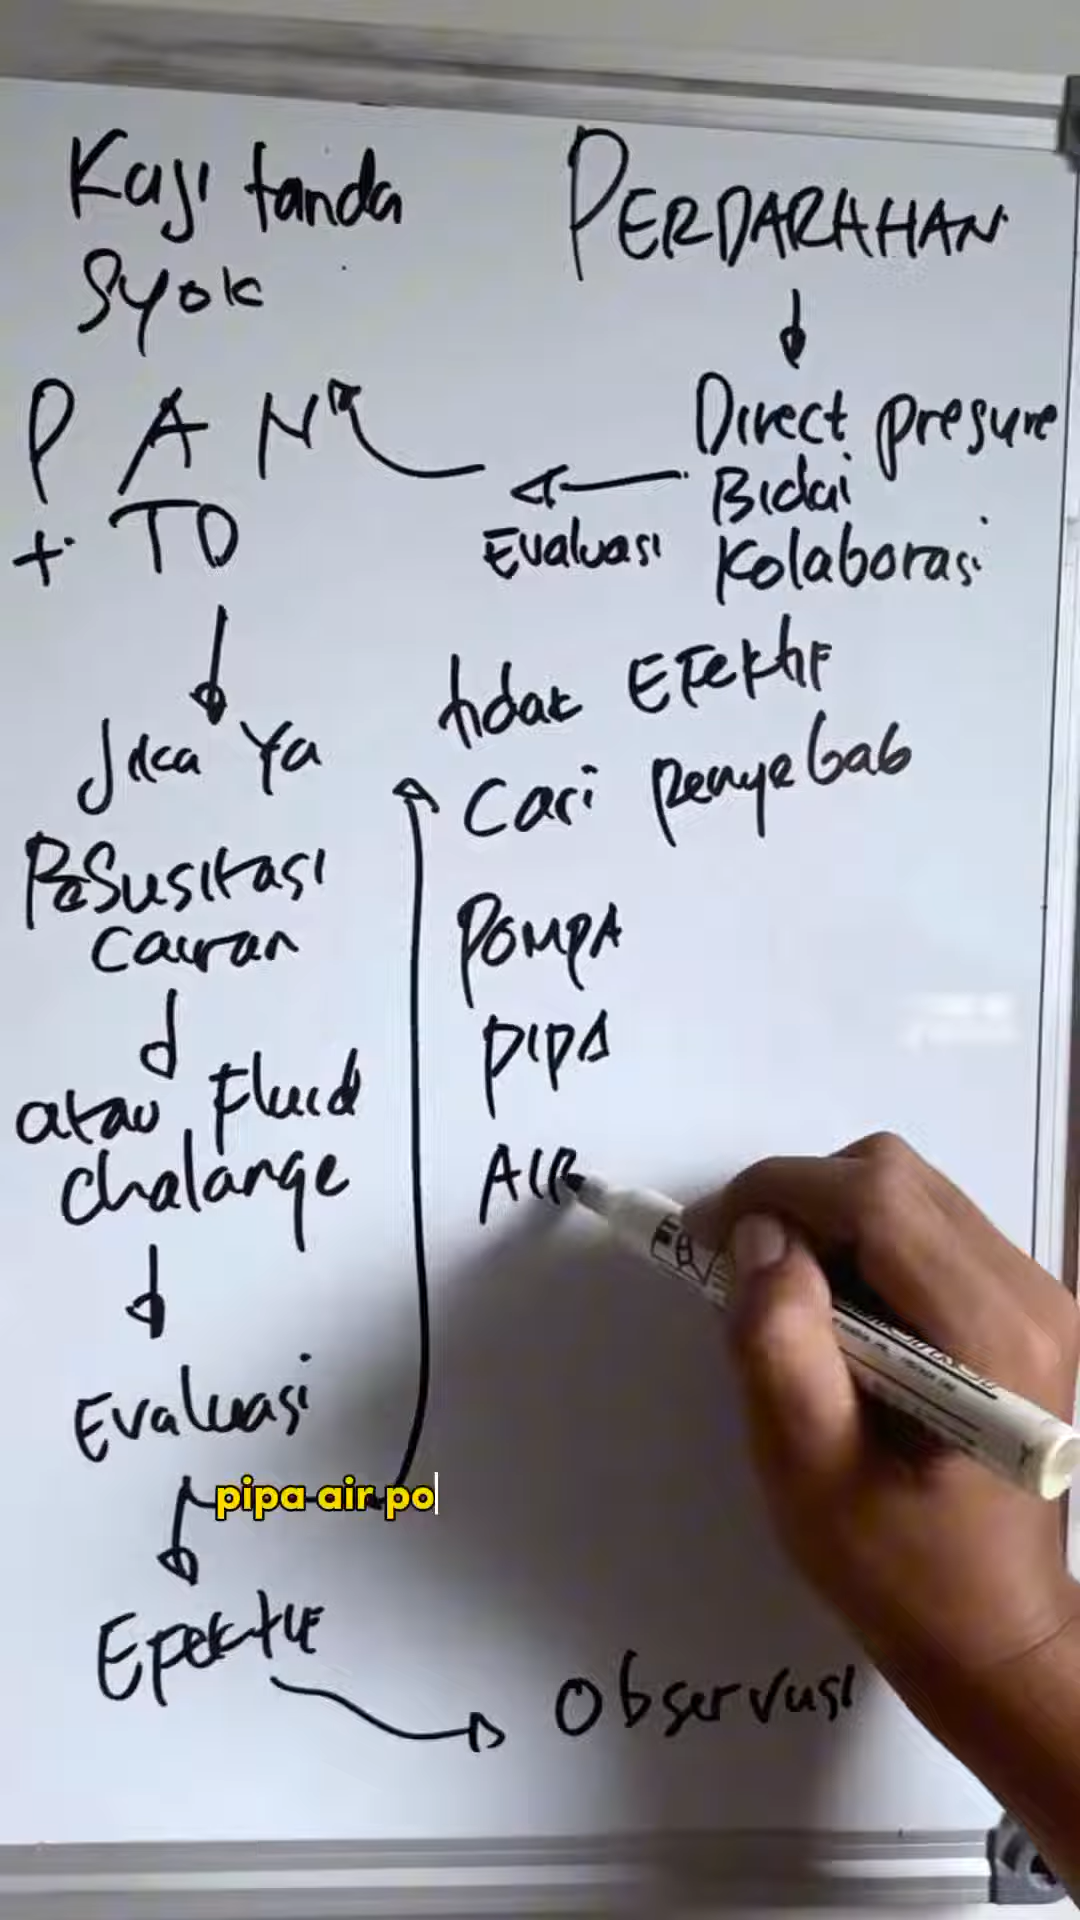 Kaji tanda
Syok
P A N
+ TD
Jika Ya
Resusitasi
Cairan
atau Fluid
Chalange
Evaluasi
Efektif
Observasi
PERDARAHAN
Direct presure
Bidai
Kolaborasi
Evaluasi
tidak Efektif
Cari Penyebab
POMPA
PIPA
AIR
pipa air po